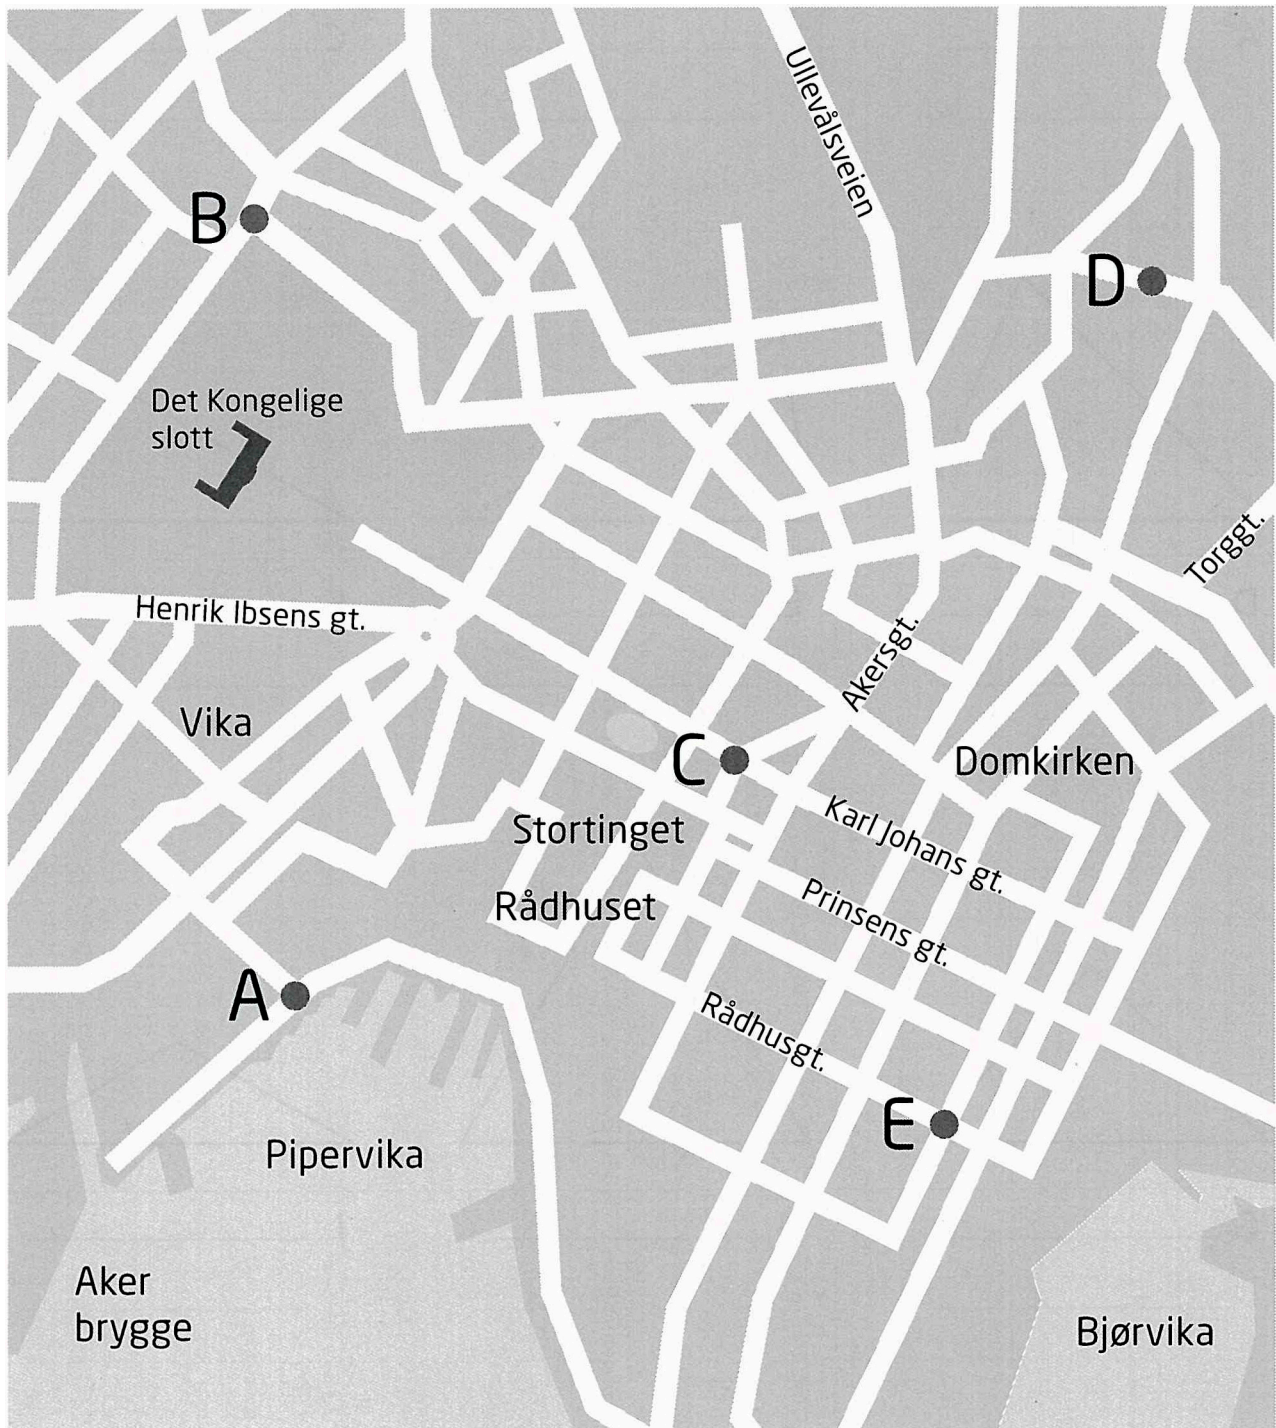 Ullevålsveien
B
D
Det Kongelige
slott
Torggt.
Henrik Ibsens gt.
Akersgt.
Vika
C
Domkirken
Karl Johans gt.
Stortinget
Prinsens gt.
Rådhuset
A
Rådhusgt.
E
Pipervika
Aker
brygge
Bjørvika